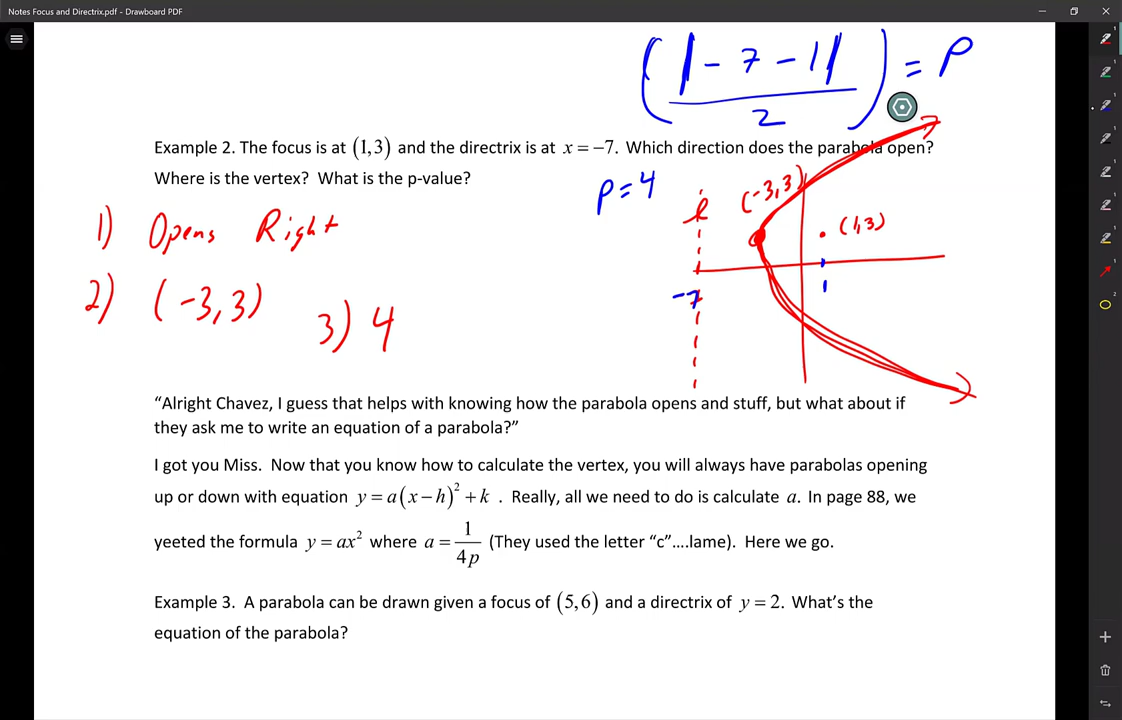 Notes Focus and Directrix.pdf - Drawboard PDF
(|-7-1|/2) = P
Example 2. The focus is at (1,3) and the directrix is at x = −7. Which direction does the parabola open?
Where is the vertex? What is the p-value?
P=4
ℓ
(-3,3)
1) Opens Right
(1,3)
2) (-3,3)
3) 4
-7
1
“Alright Chavez, I guess that helps with knowing how the parabola opens and stuff, but what about if
they ask me to write an equation of a parabola?”
I got you Miss. Now that you know how to calculate the vertex, you will always have parabolas opening
up or down with equation y = a(x−h)² + k . Really, all we need to do is calculate a. In page 88, we
yeeted the formula y = ax² where a = 1/4p (They used the letter “c”....lame). Here we go.
Example 3. A parabola can be drawn given a focus of (5,6) and a directrix of y = 2. What’s the
equation of the parabola?